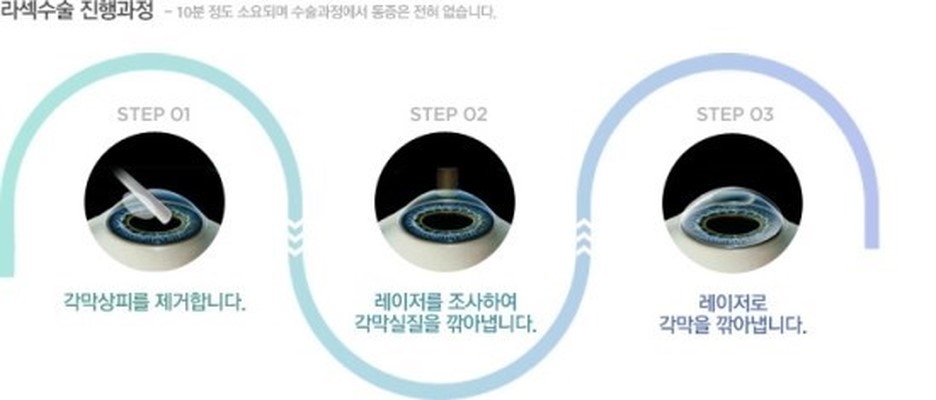 라섹수술 진행과정 - 10분 정도 소요되며 수술과정에서 통증은 전혀 없습니다.
STEP 01
각막상피를 제거합니다.
STEP 02
레이저를 조사하여
각막실질을 깎아냅니다.
STEP 03
레이저로
각막을 깎아냅니다.